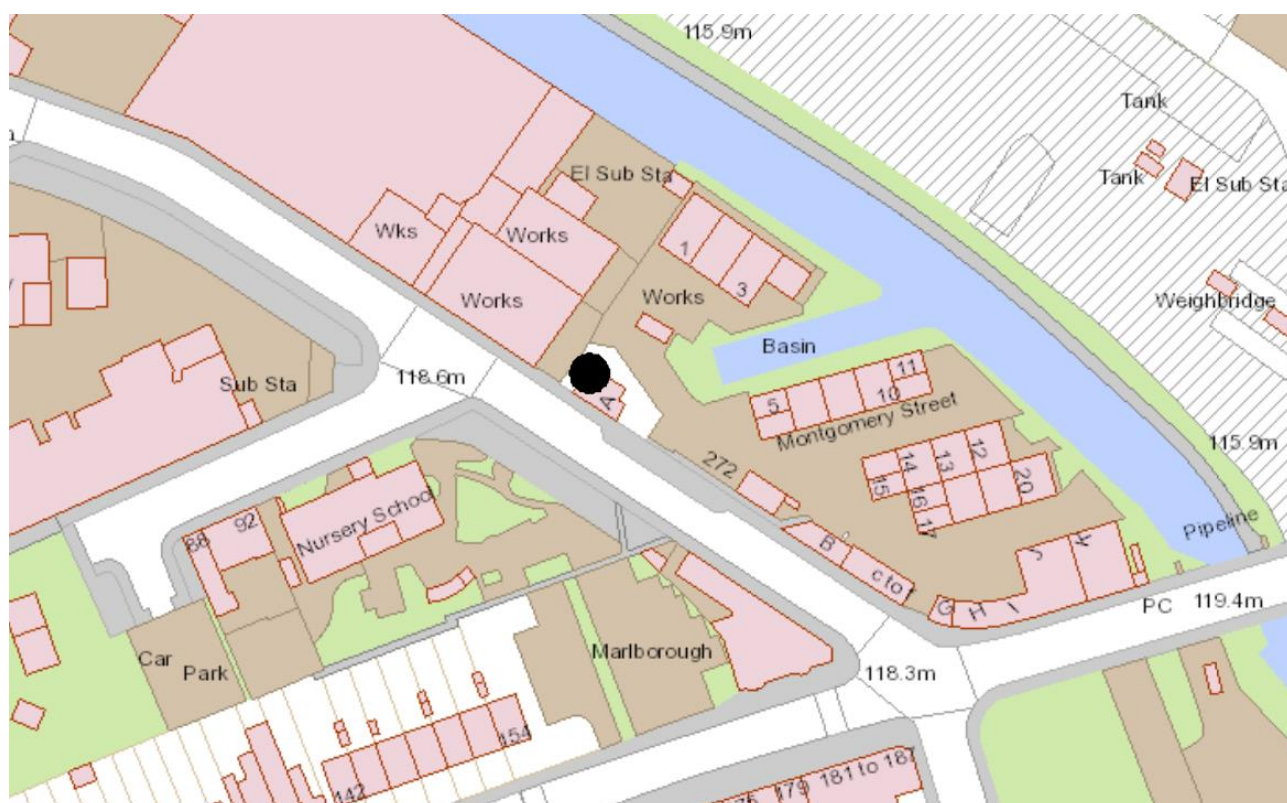 115.9m
Tank
El Sub Sta
Tank
El Sub Sta
Wks
Works
1
Works
Works
3
Weighbridge
Basin
118.6m
Sub Sta
A
11
5
10
Montgomery Street
115.9m
272
14
13
12
15
16
20
17
92
88
Nursery School
B
Pipeline
c to f
J
G
H
I
PC
119.4m
Car
Park
Marlborough
118.3m
154
142
179
181 to 187